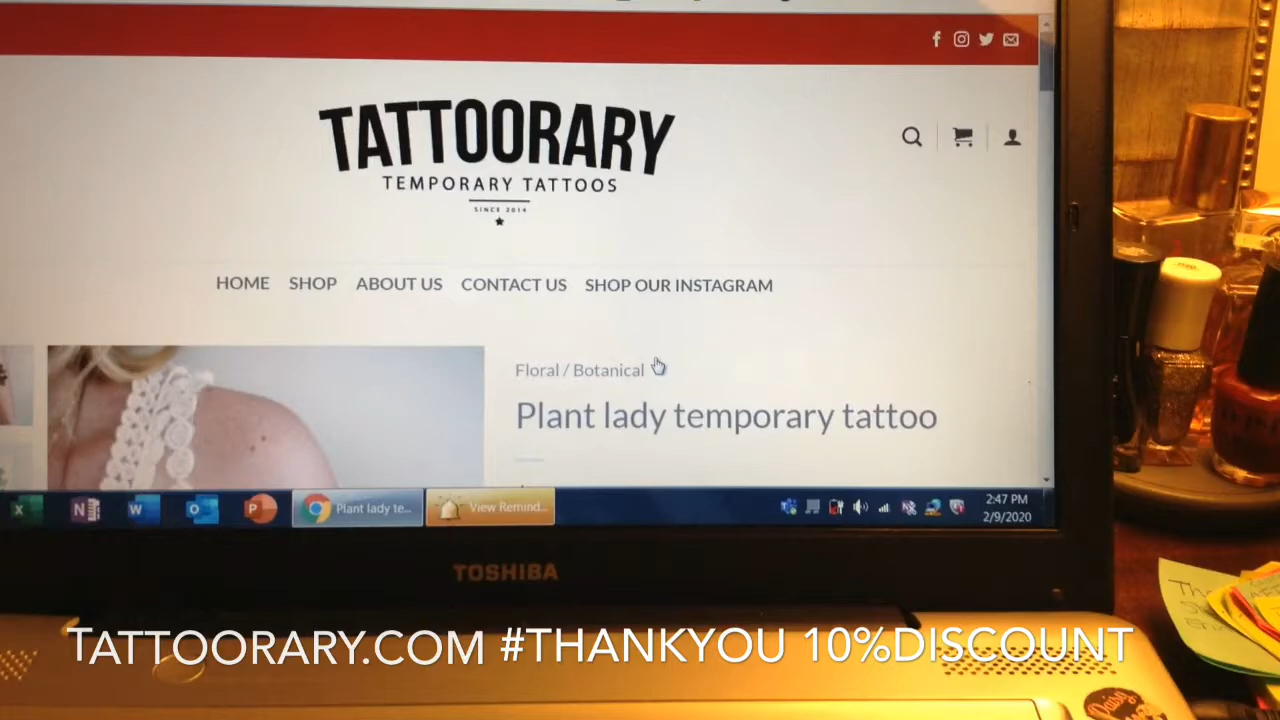 TATTOORARY
TEMPORARY TATTOOS
SINCE 2014
HOME SHOP ABOUT US CONTACT US SHOP OUR INSTAGRAM
Floral / Botanical
Plant lady temporary tattoo
Plant lady te...
View Remind...
2:47 PM
2/9/2020
TOSHIBA
TATTOORARY.COM #THANKYOU 10%DISCOUNT
Daisy